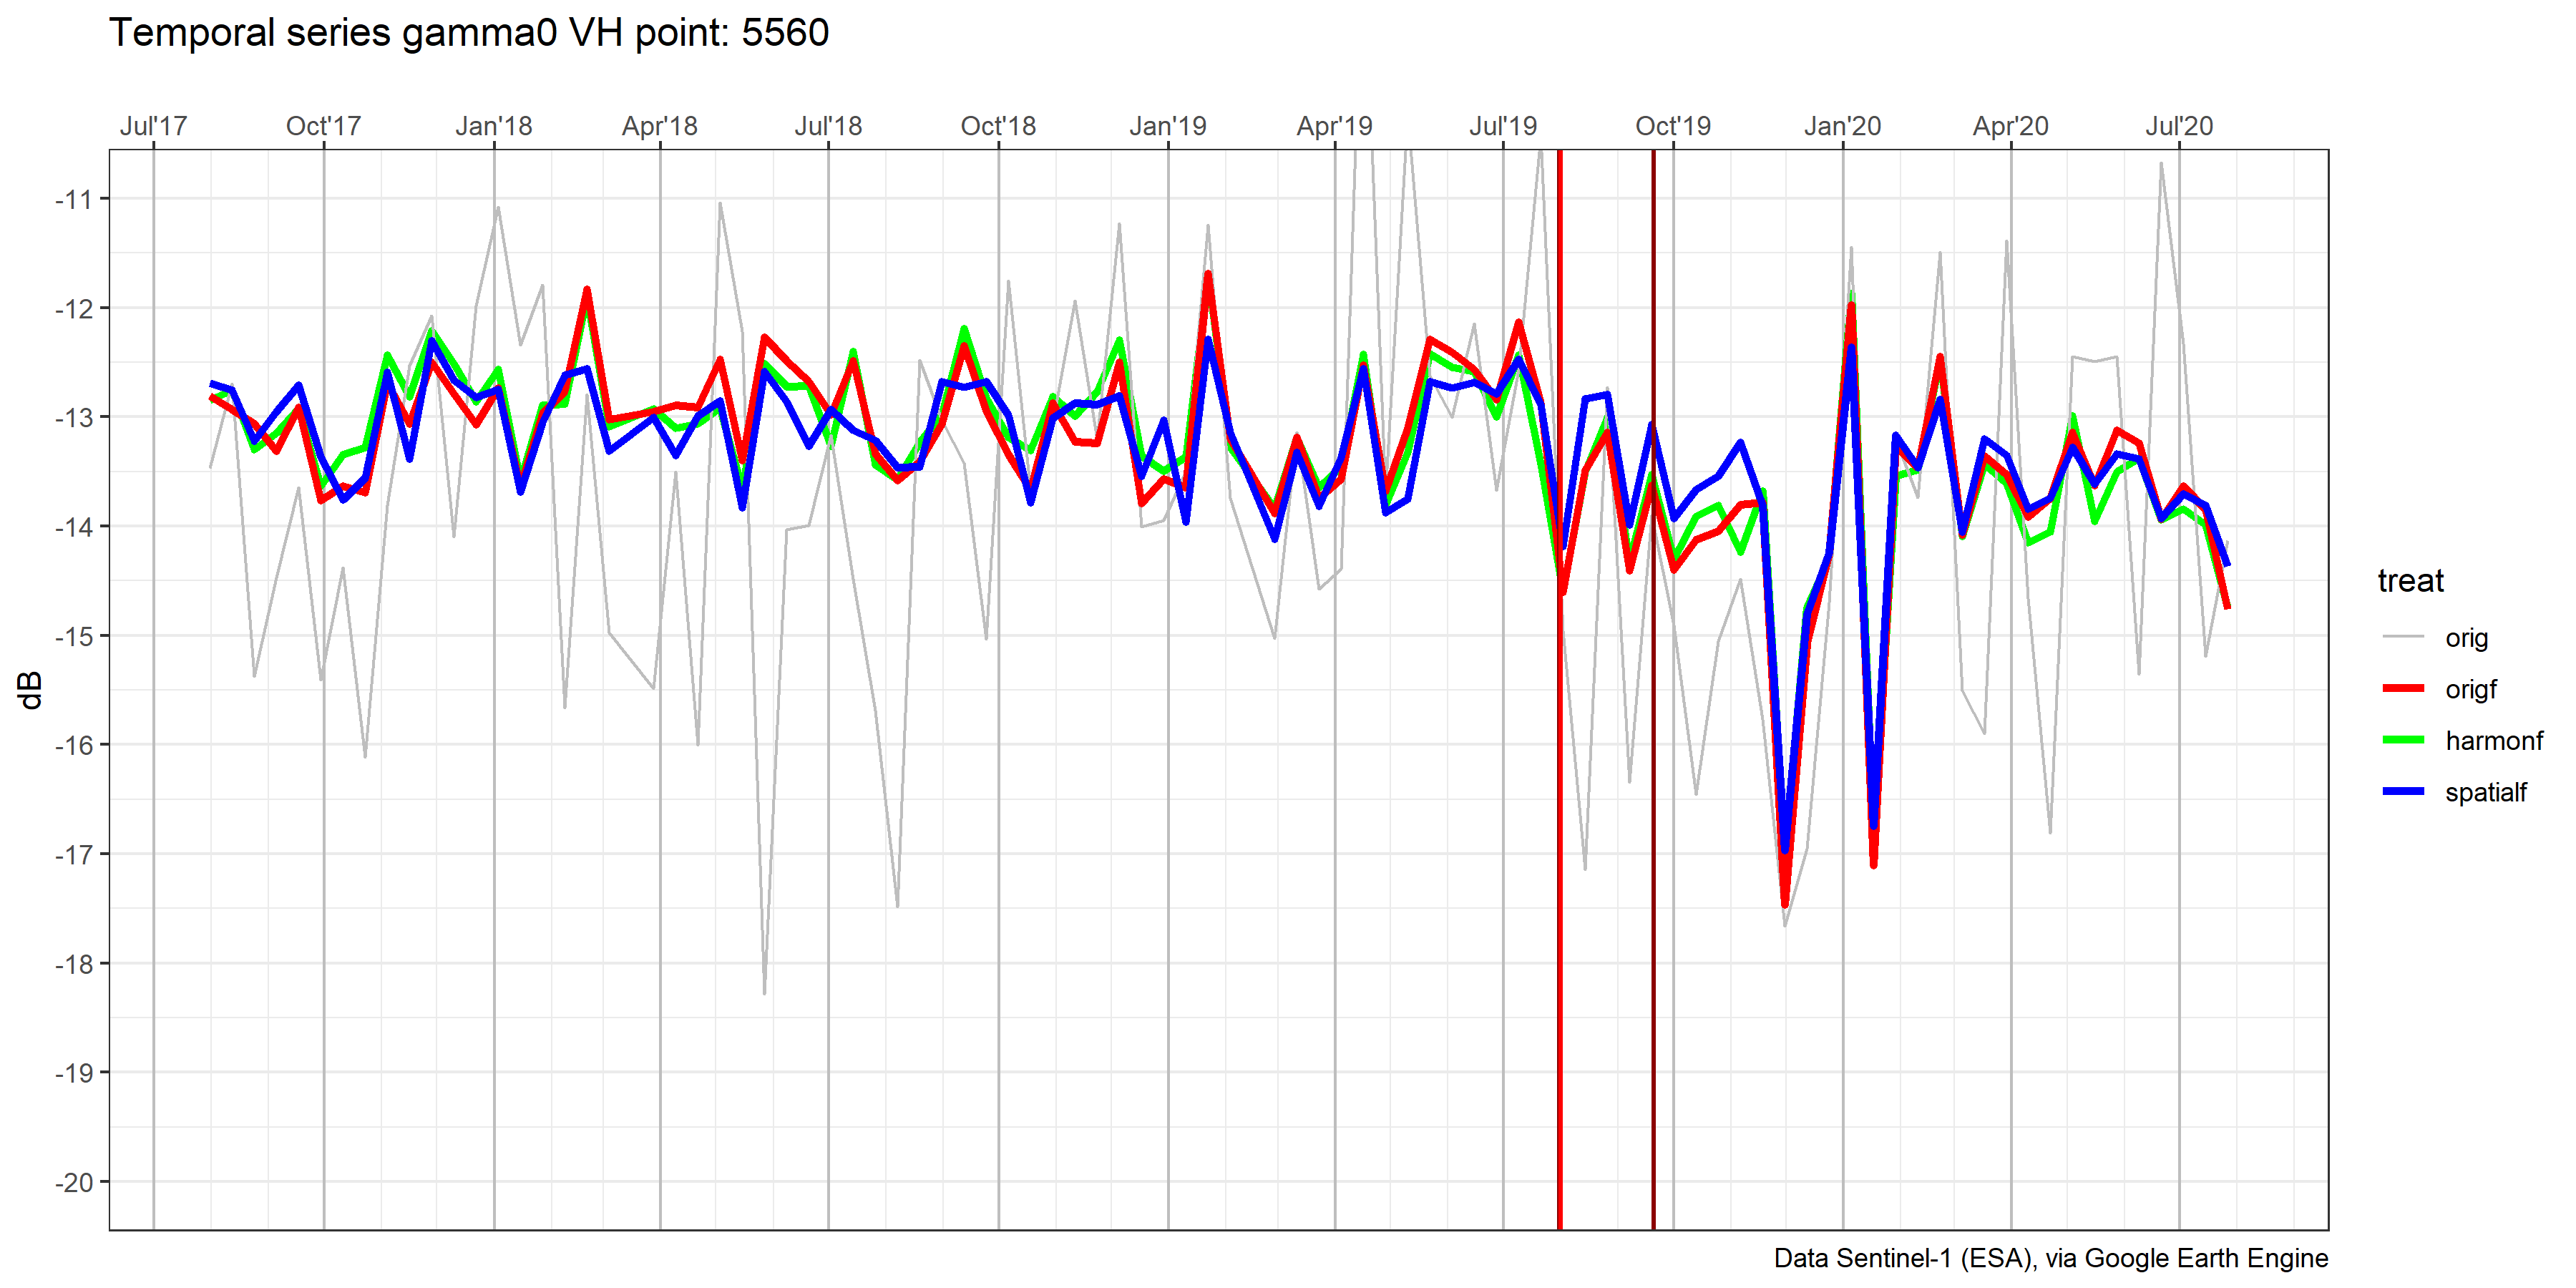 Temporal series gamma0 VH point: 5560
Jul'17 Oct'17 Jan'18 Apr'18 Jul'18 Oct'18 Jan'19 Apr'19 Jul'19 Oct'19 Jan'20 Apr'20 Jul'20
-11
-12
-13
-14
-15
-16
-17
-18
-19
-20
dB
treat
orig
origf
harmonf
spatialf
Data Sentinel-1 (ESA), via Google Earth Engine